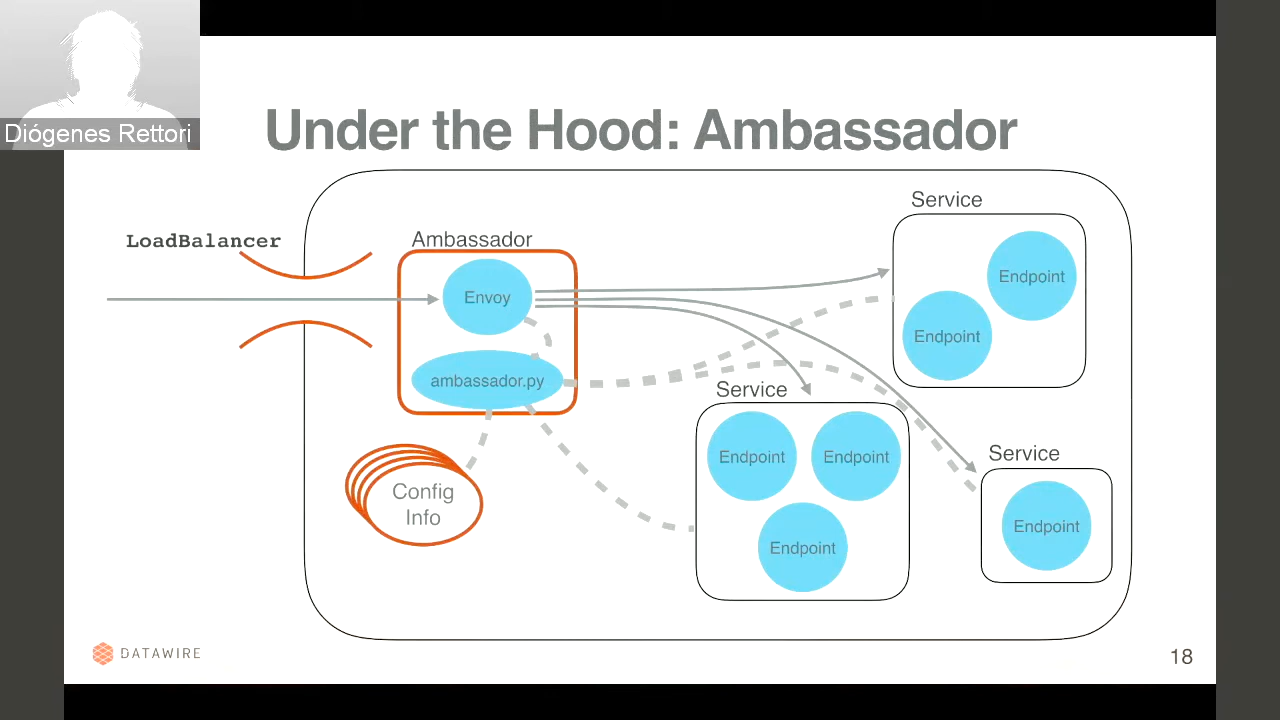 Diógenes Rettori
Under the Hood: Ambassador
Service
LoadBalancer
Ambassador
Envoy
Endpoint
Endpoint
ambassador.py
Service
Endpoint
Endpoint
Endpoint
Service
Endpoint
Config
Info
DATAWIRE
18